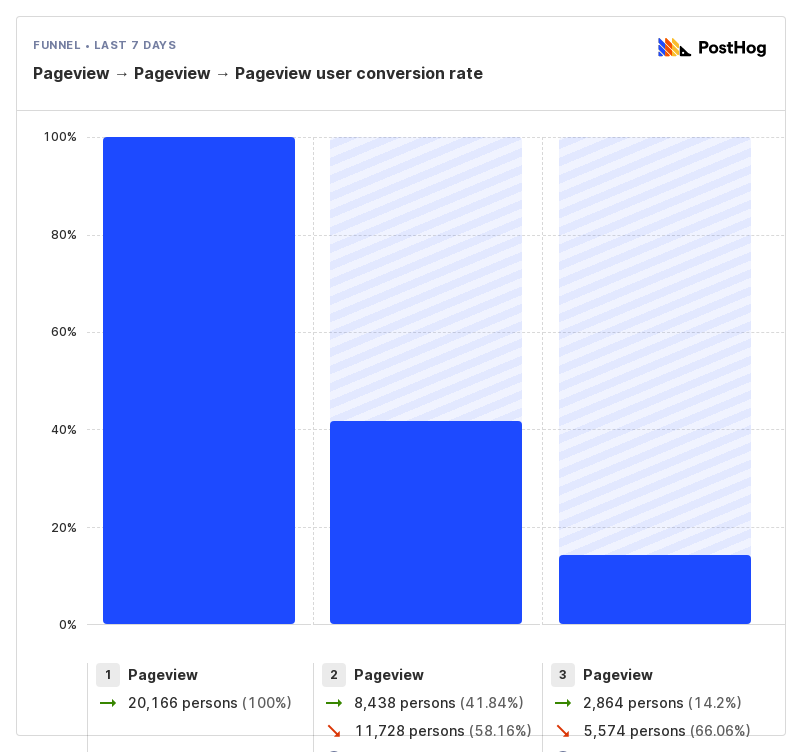 FUNNEL • LAST 7 DAYS
PostHog
Pageview → Pageview → Pageview user conversion rate
100%
80%
60%
40%
20%
0%
1 Pageview
20,166 persons (100%)
2 Pageview
8,438 persons (41.84%)
11,728 persons (58.16%)
3 Pageview
2,864 persons (14.2%)
5,574 persons (66.06%)